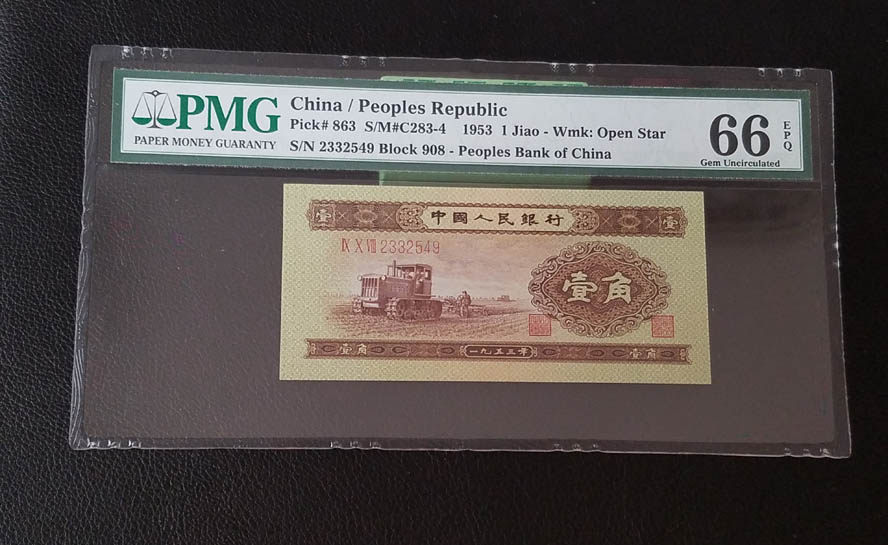 PMG
PAPER MONEY GUARANTY
China / Peoples Republic
Pick# 863 S/M#C283-4 1953 1 Jiao - Wmk: Open Star
S/N 2332549 Block 908 - Peoples Bank of China
66
EPQ
Gem Uncirculated
壹 中國人民銀行 壹
Ⅸ Ⅹ Ⅷ 2332549
壹角
壹角 一九五三年 壹角